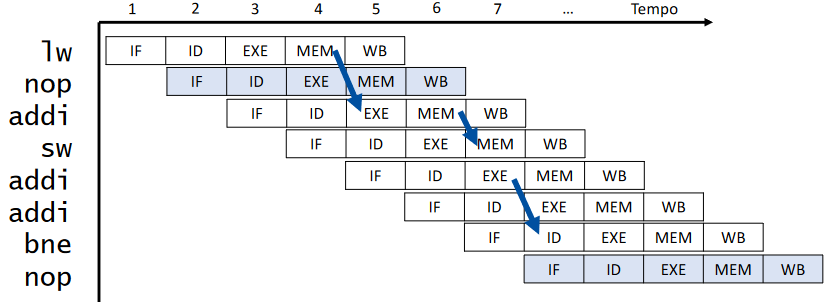 1 2 3 4 5 6 7 ... Tempo
lw IF ID EXE MEM WB
nop IF ID EXE MEM WB
addi IF ID EXE MEM WB
sw IF ID EXE MEM WB
addi IF ID EXE MEM WB
addi IF ID EXE MEM WB
bne IF ID EXE MEM WB
nop IF ID EXE MEM WB